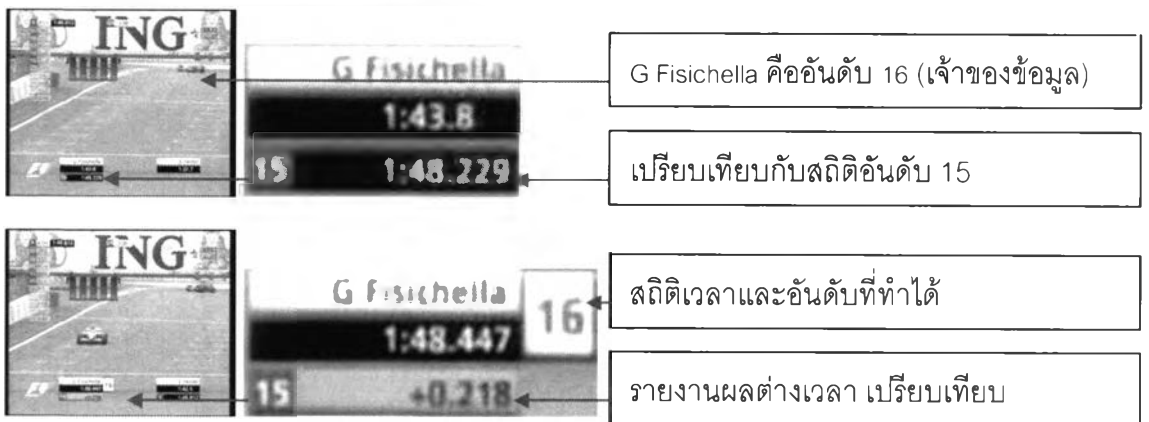 ING
G Fisichella
1:43.8
15 1:48.229
G Fisichella คืออันดับ 16 (เจ้าของข้อมูล)
เปรียบเทียบกับสถิติอันดับ 15
ING
G Fisichella
16
1:48.447
15 +0.218
สถิติเวลาและอันดับที่ทำได้
รายงานผลต่างเวลา เปรียบเทียบ